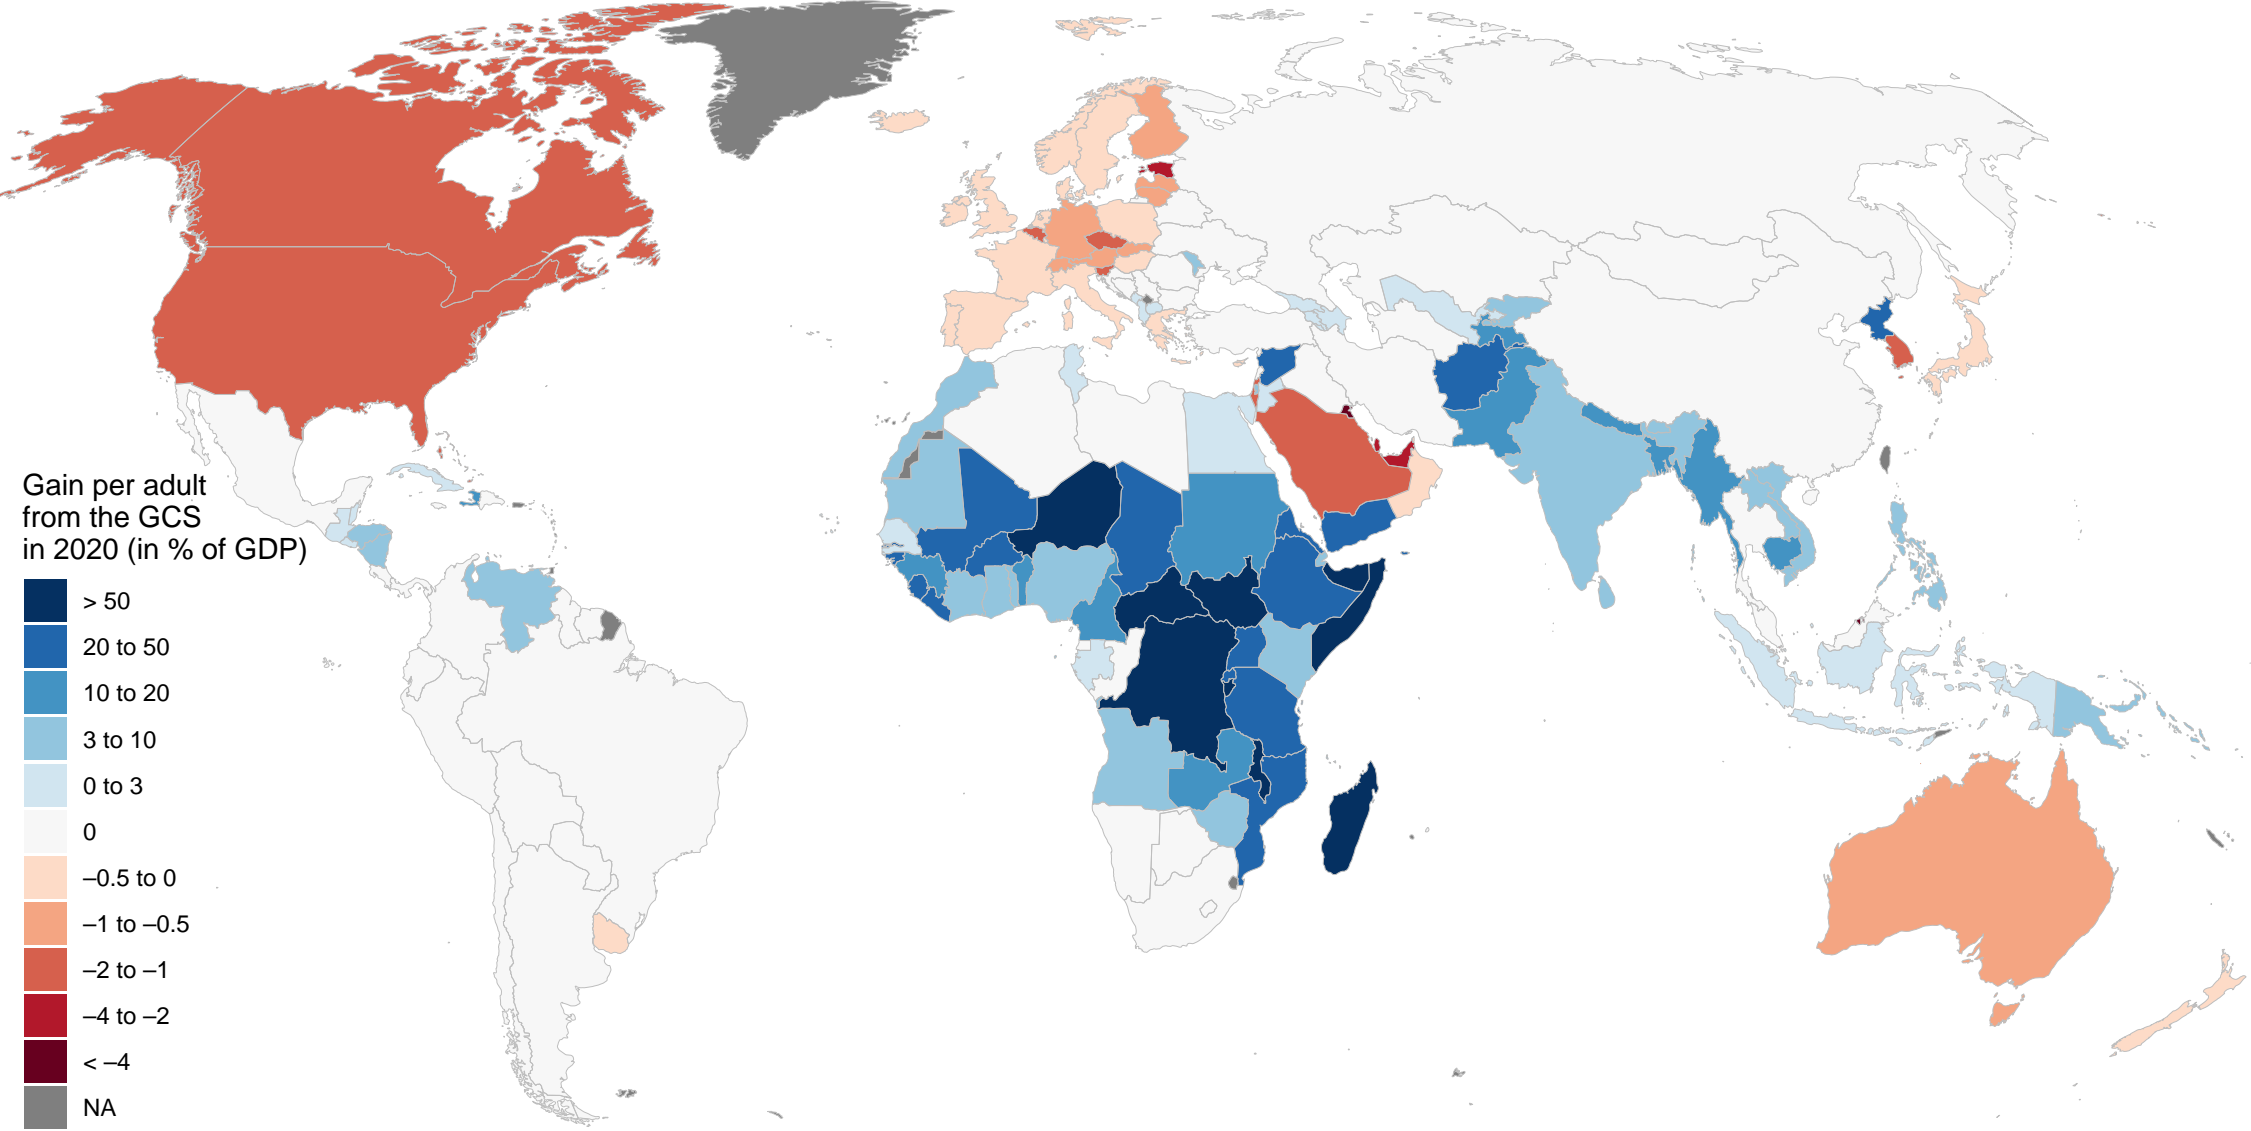 Gain per adult
from the GCS
in 2020 (in % of GDP)
> 50
20 to 50
10 to 20
3 to 10
0 to 3
0
–0.5 to 0
–1 to –0.5
–2 to –1
–4 to –2
< –4
NA